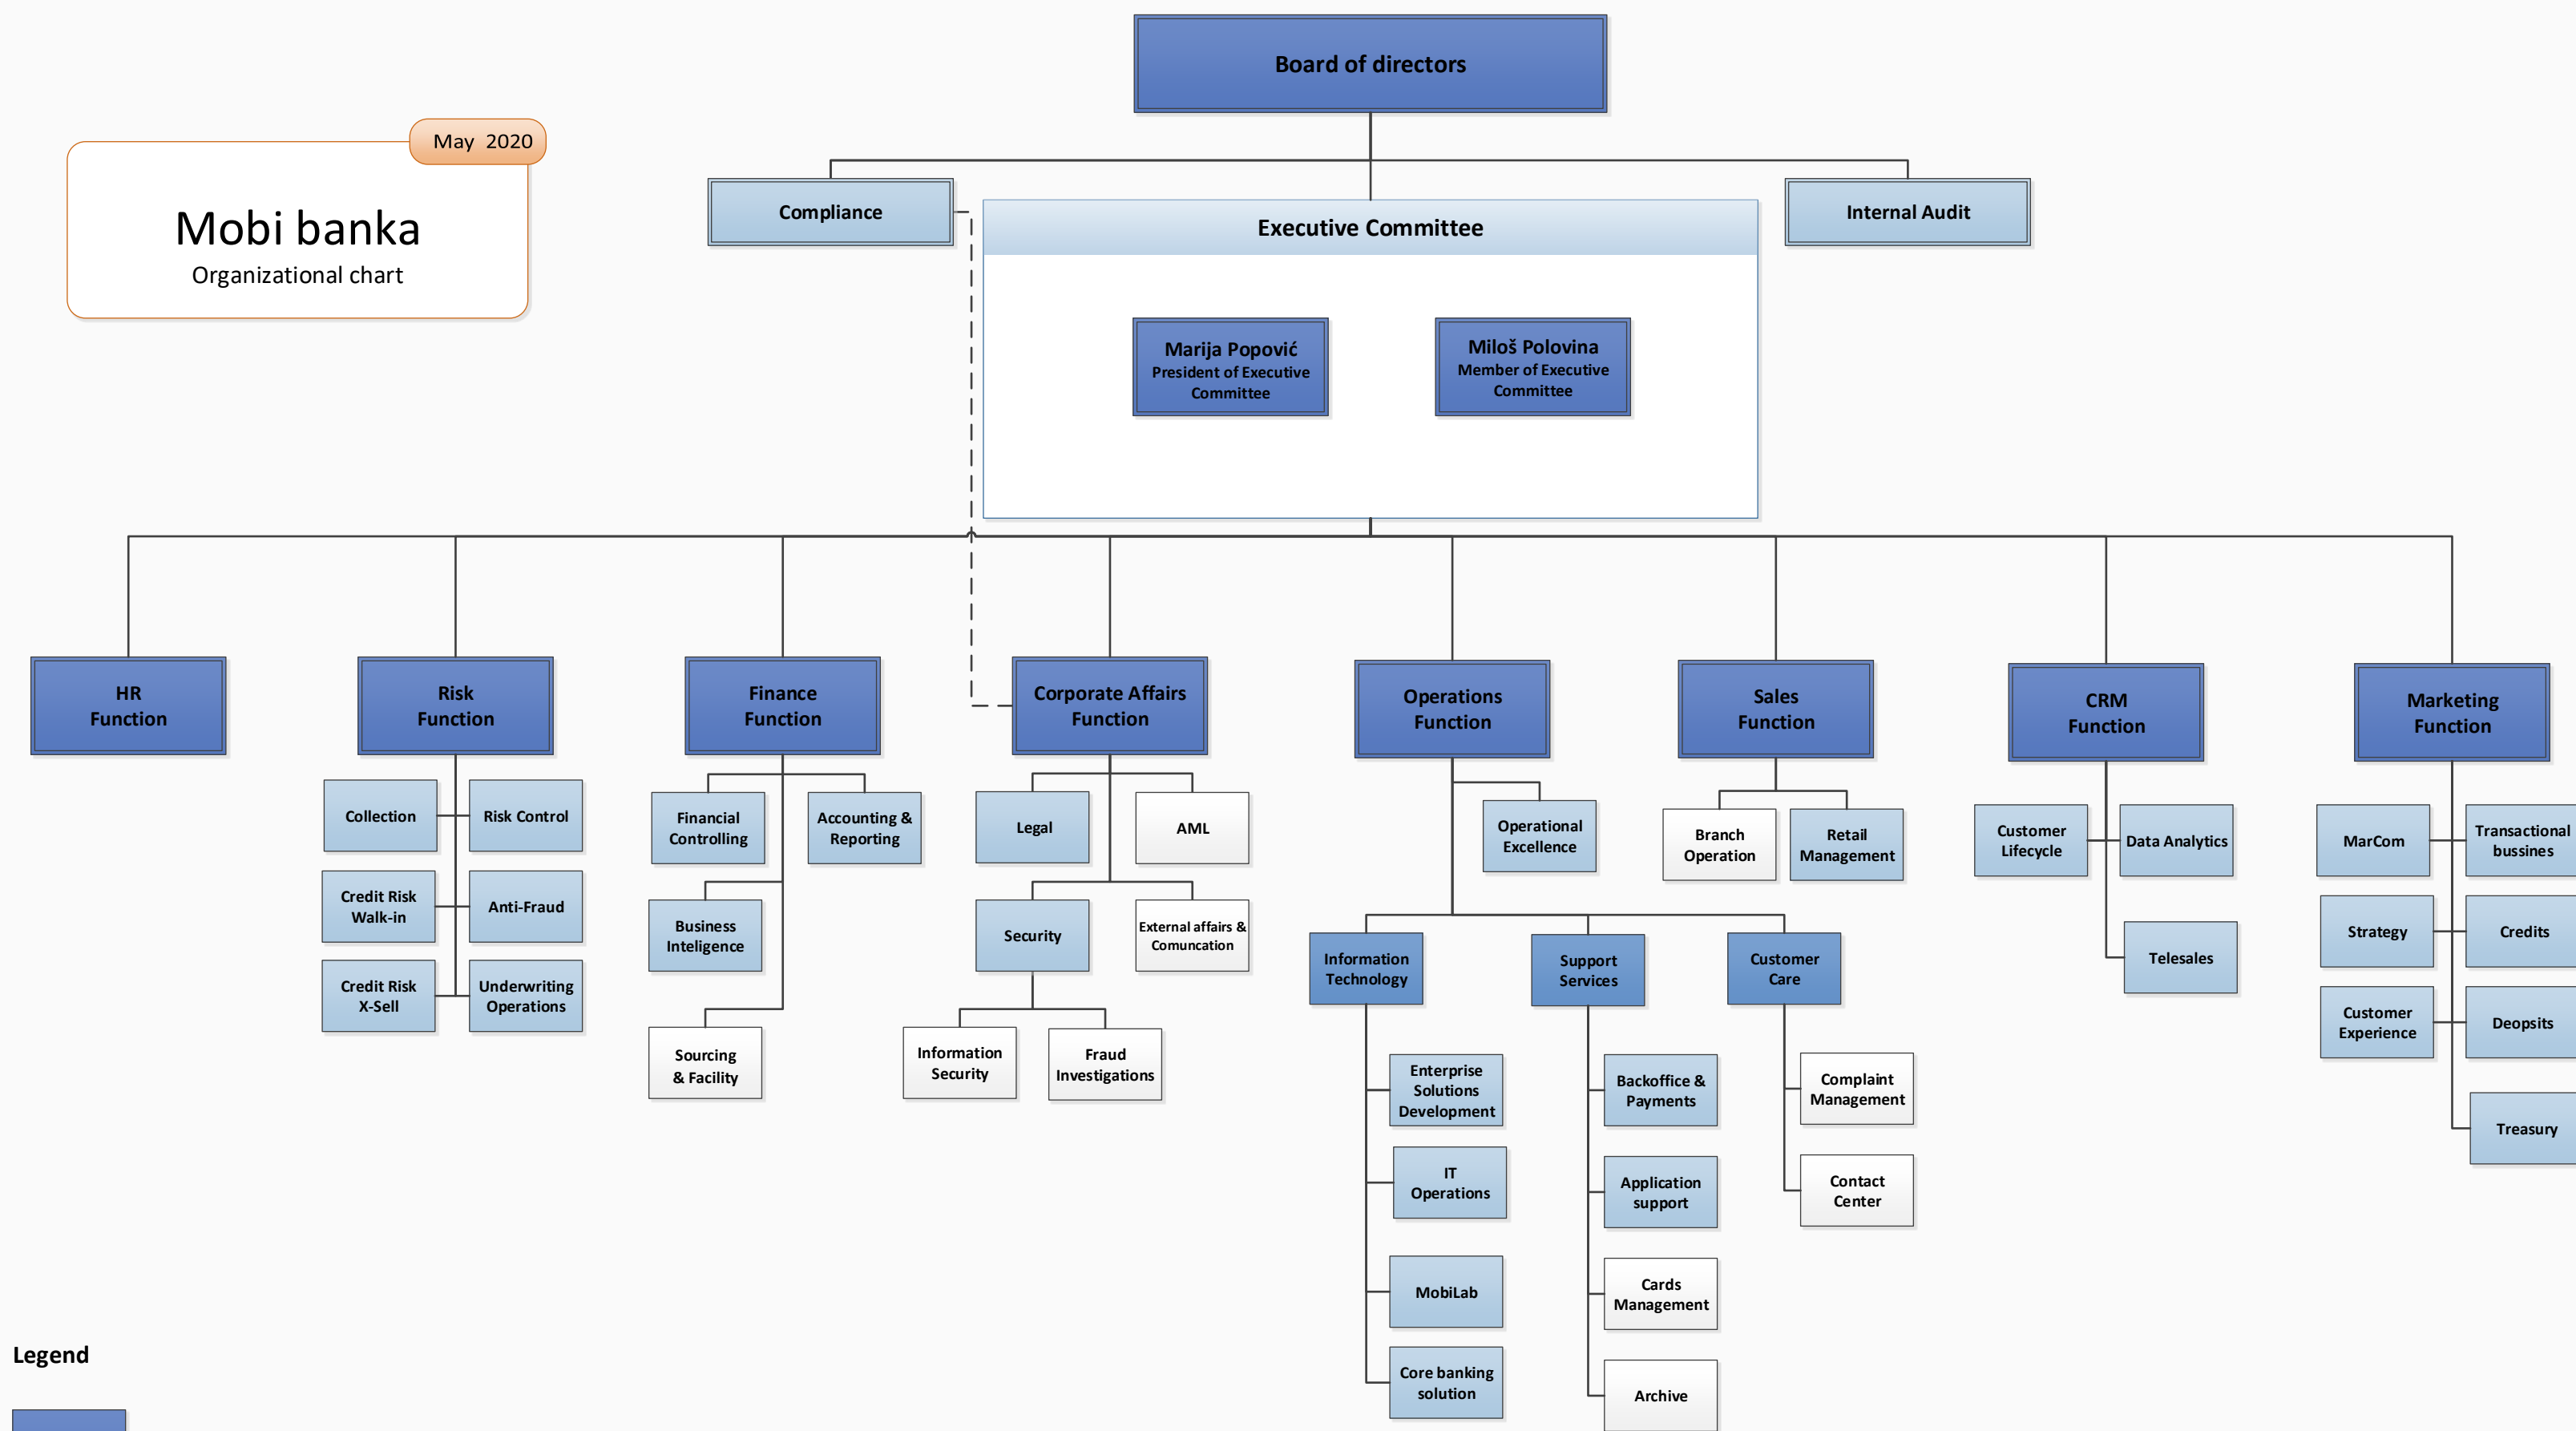 Board of directors
May 2020
Mobi banka
Organizational chart
Compliance
Internal Audit
Executive Committee
Marija Popović
President of Executive
Committee
Miloš Polovina
Member of Executive
Committee
HR
Function
Risk
Function
Finance
Function
Corporate Affairs
Function
Operations
Function
Sales
Function
CRM
Function
Marketing
Function
Collection
Risk Control
Credit Risk
Walk-in
Anti-Fraud
Credit Risk
X-Sell
Underwriting
Operations
Financial
Controlling
Accounting &
Reporting
Business
Inteligence
Sourcing
& Facility
Legal
AML
Security
External affairs &
Comuncation
Information
Security
Fraud
Investigations
Operational
Excellence
Information
Technology
Support
Services
Customer
Care
Enterprise
Solutions
Development
IT
Operations
MobiLab
Core banking
solution
Backoffice &
Payments
Application
support
Cards
Management
Archive
Complaint
Management
Contact
Center
Branch
Operation
Retail
Management
Customer
Lifecycle
Data Analytics
Telesales
MarCom
Transactional
bussines
Strategy
Credits
Customer
Experience
Deopsits
Treasury
Legend